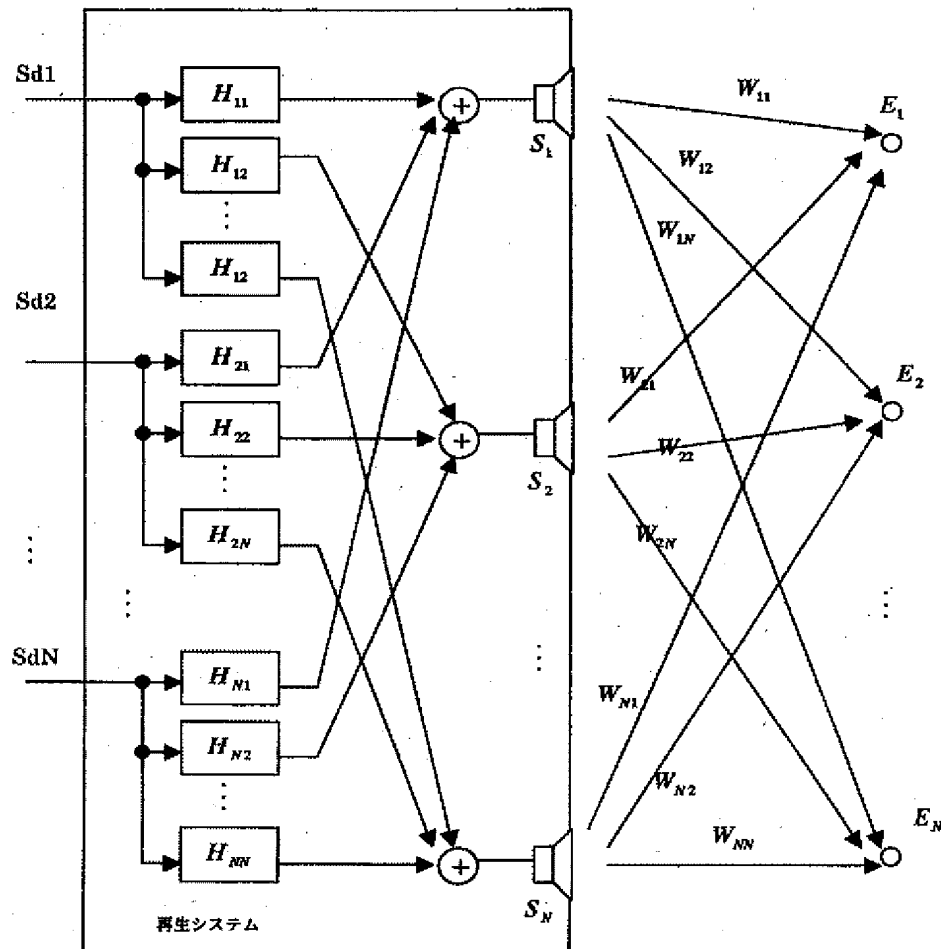 Sd1
H11
W11
E1
S1
H12
W12
⋮
W1N
H12
Sd2
H21
W21
E2
H22
W22
S2
⋮
H2N
W2N
⋮
⋮
⋮
SdN
⋮
HN1
WN1
HN2
WN2
⋮
EN
HNN
WNN
SN
再生システム